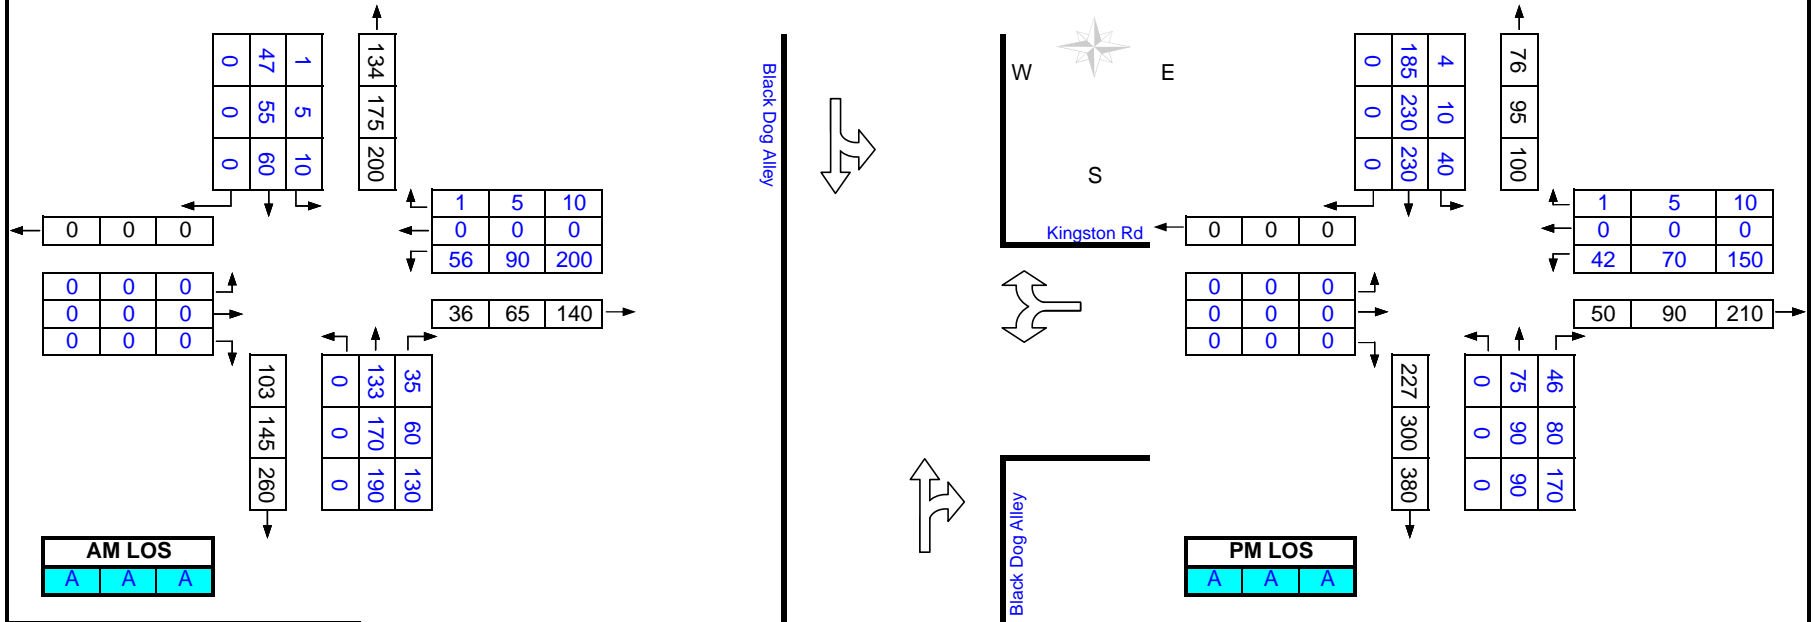 0 47 1
0 55 5
0 60 10
134 175 200
1 5 10
0 0 0
56 90 200
0 0 0
0 0 0
0 0 0
0 0 0
36 65 140
103 145 260
0 133 35
0 170 60
0 190 130
AM LOS
A A A
Black Dog Alley
W E
S
Kingston Rd
Black Dog Alley
0 185 4
0 230 10
0 230 40
76 95 100
1 5 10
0 0 0
42 70 150
0 0 0
0 0 0
0 0 0
0 0 0
50 90 210
227 300 380
0 75 46
0 90 80
0 90 170
PM LOS
A A A